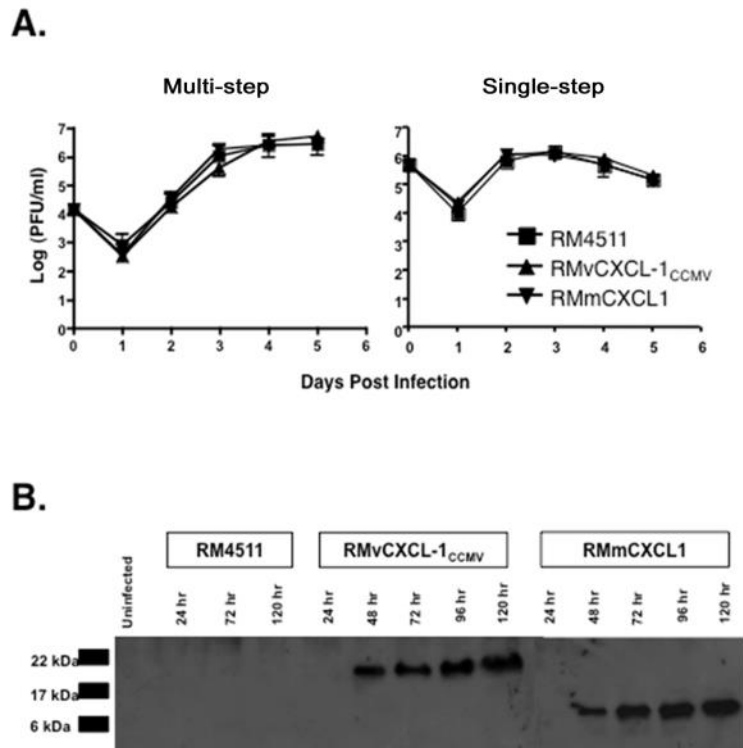 A.
Multi-step
Single-step
Log (PFU/ml)
7
6
5
4
3
2
1
0
0 1 2 3 4 5 6
7
6
5
4
3
2
1
0
0 1 2 3 4 5 6
RM4511
RMvCXCL-1CCMV
RMmCXCL1
Days Post Infection
B.
RM4511
RMvCXCL-1CCMV
RMmCXCL1
Uninfected
24 hr
72 hr
120 hr
24 hr
48 hr
72 hr
96 hr
120 hr
24 hr
48 hr
72 hr
96 hr
120 hr
22 kDa
17 kDa
6 kDa